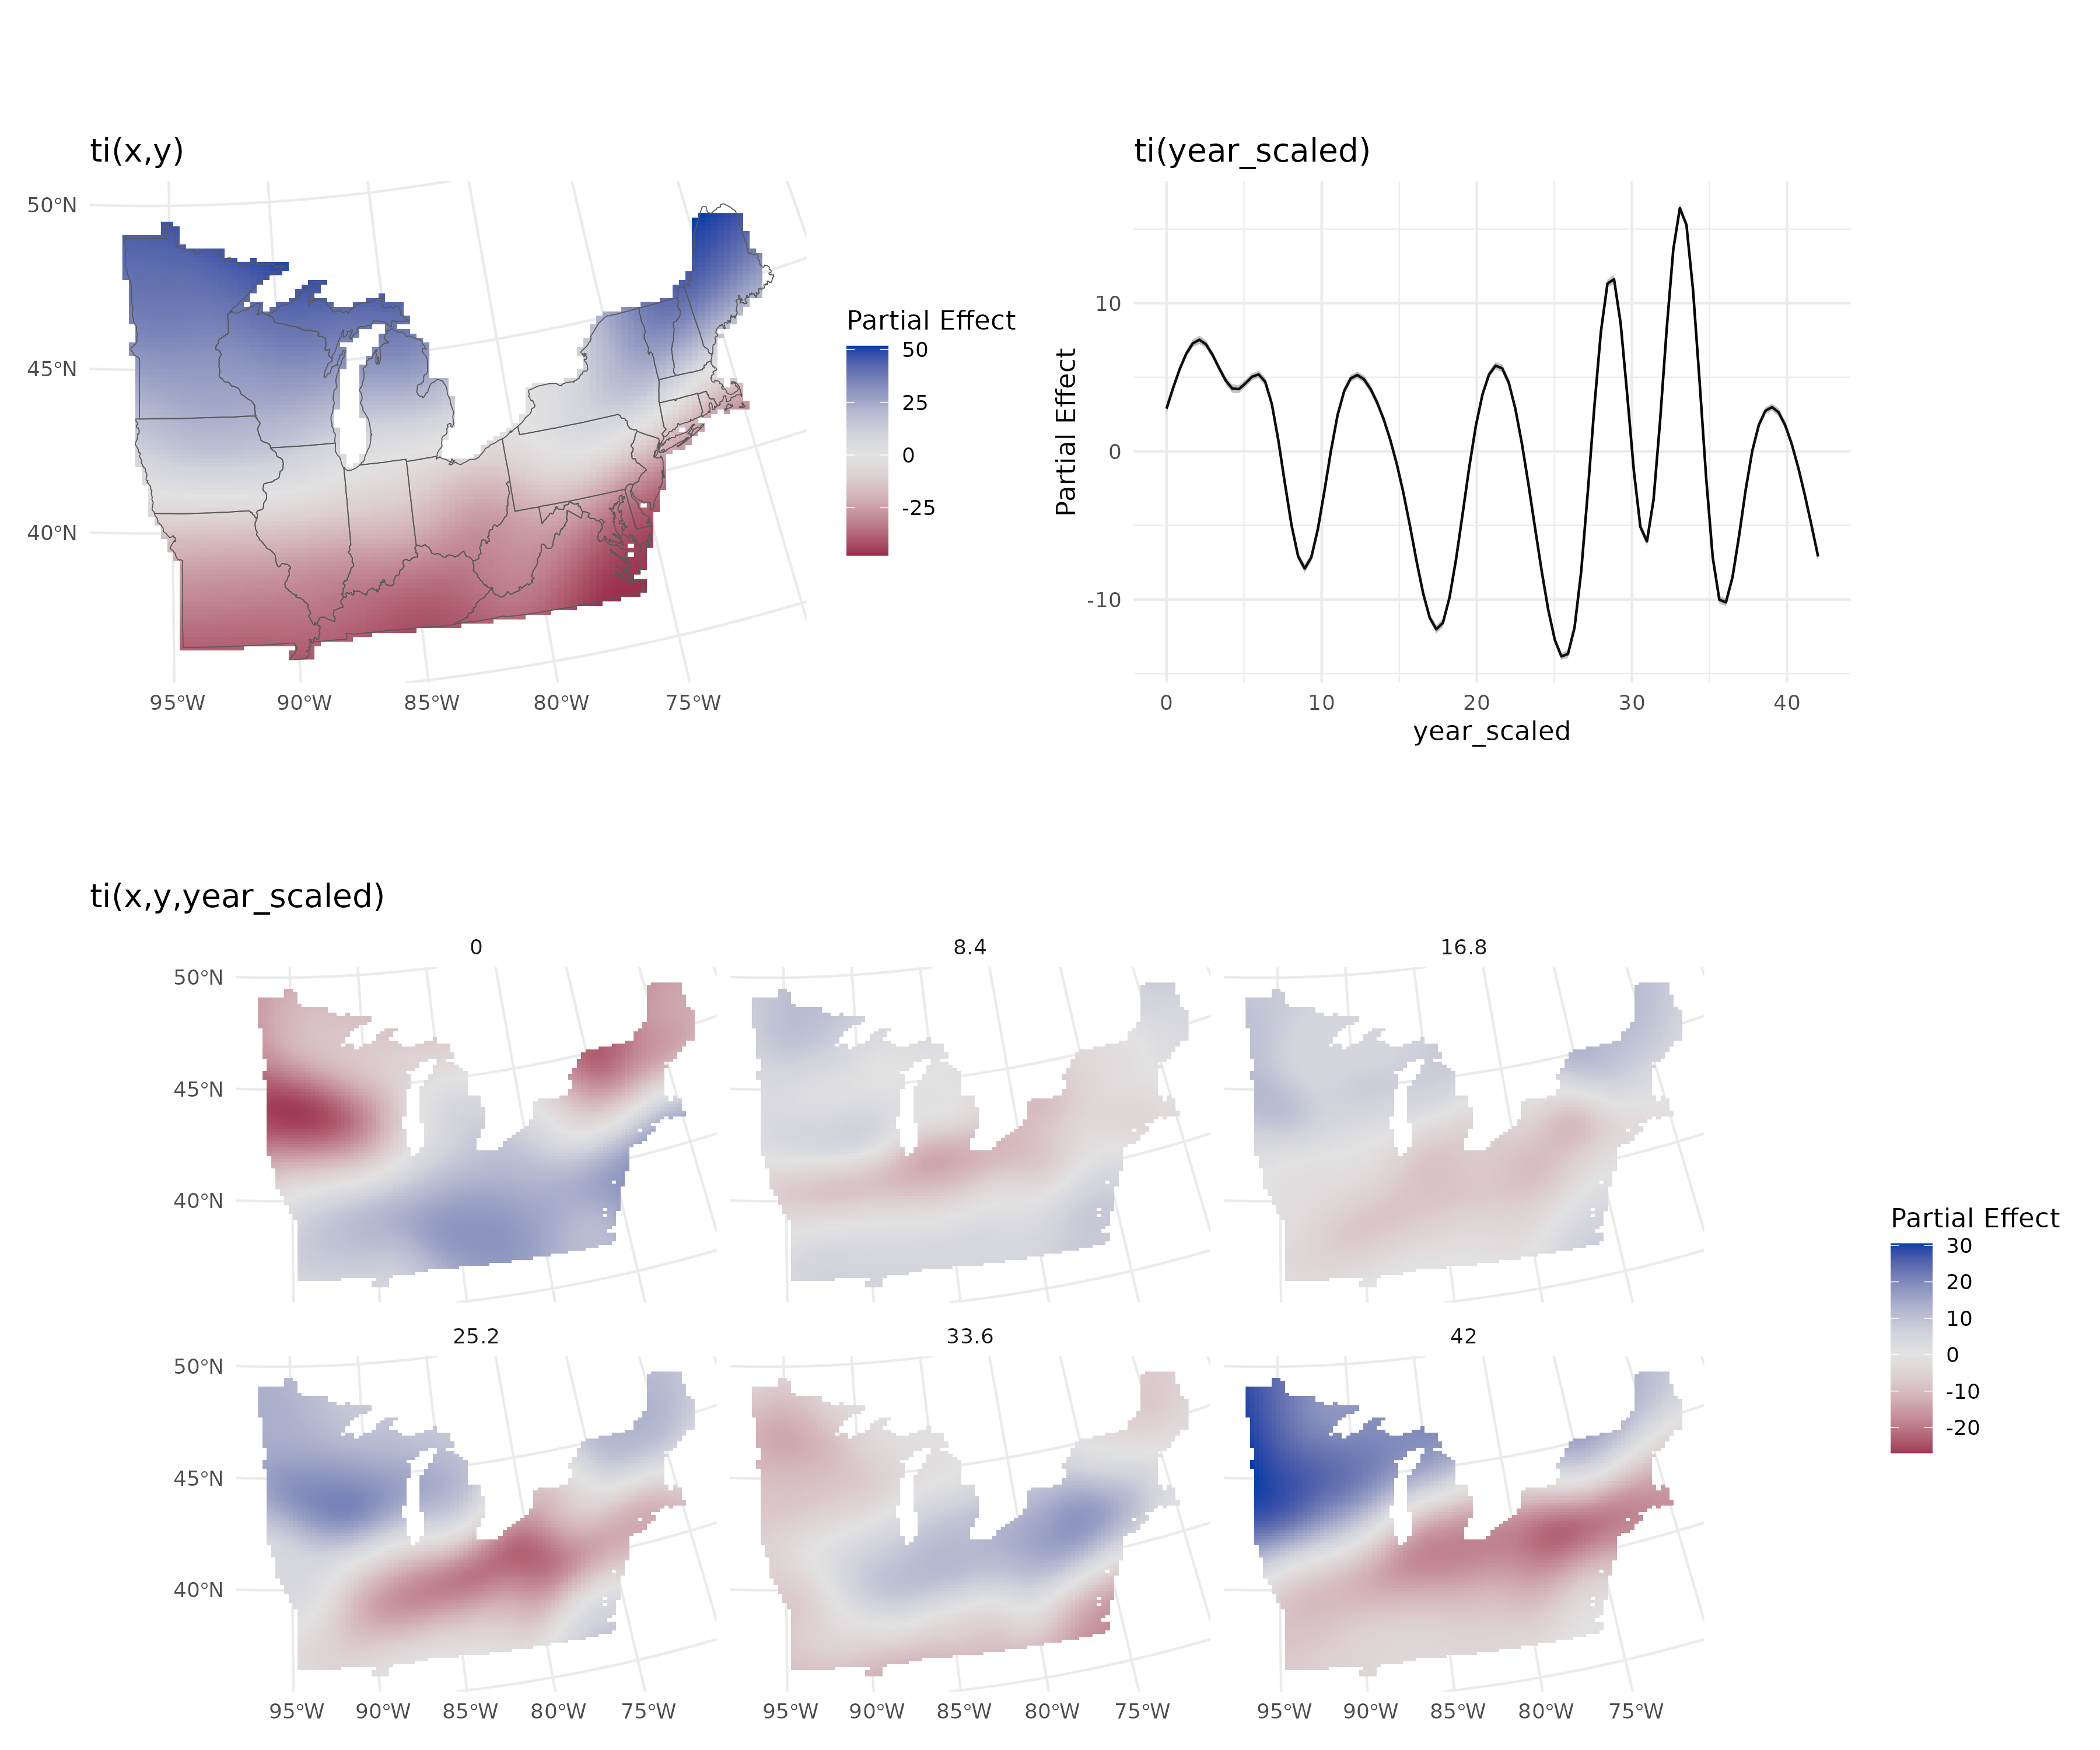 ti(x,y)
50°N
45°N
40°N
95°W 90°W 85°W 80°W 75°W
Partial Effect
50
25
0
-25
ti(year_scaled)
Partial Effect
10
0
-10
0 10 20 30 40
year_scaled
ti(x,y,year_scaled)
0 8.4 16.8
50°N
45°N
40°N
25.2 33.6 42
50°N
45°N
40°N
95°W 90°W 85°W 80°W 75°W 95°W 90°W 85°W 80°W 75°W 95°W 90°W 85°W 80°W 75°W
Partial Effect
30
20
10
0
-10
-20